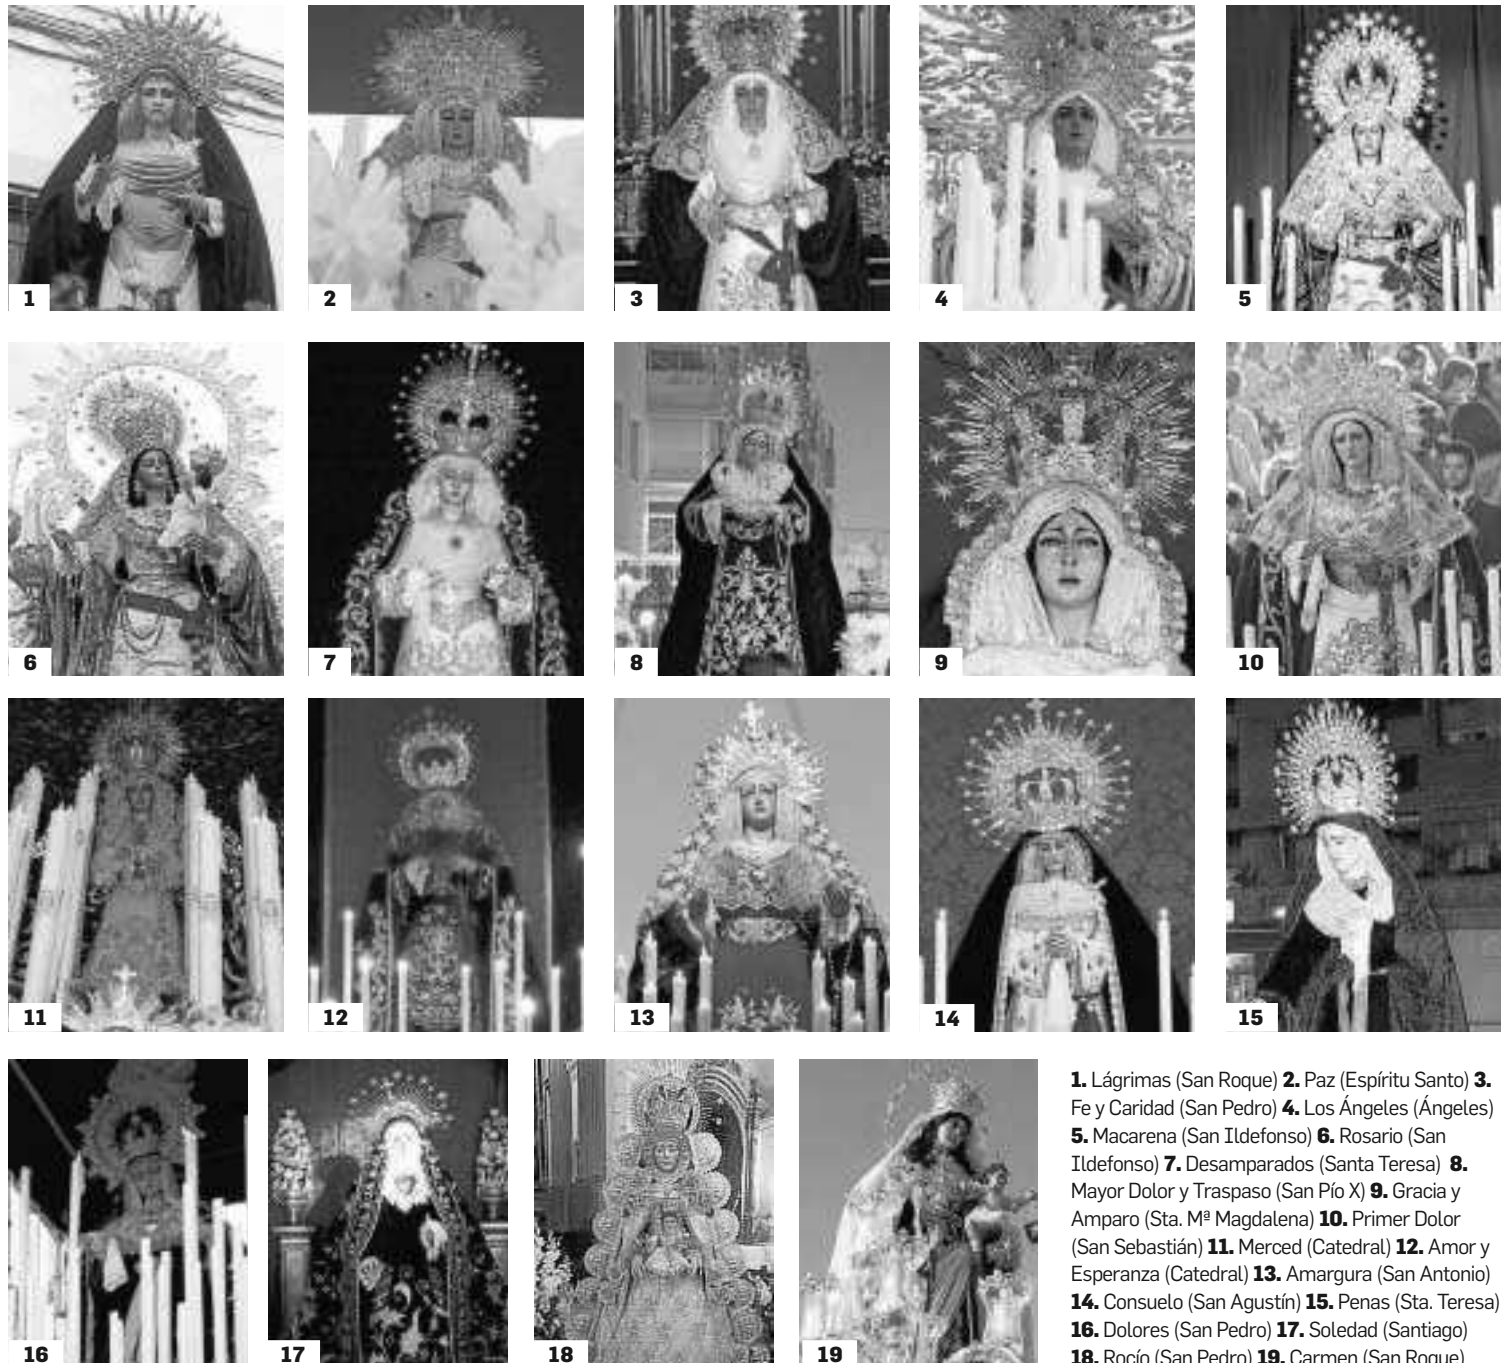 1
2
3
4
5
6
7
8
9
10
11
12
13
14
15
16
17
18
19
1. Lágrimas (San Roque) 2. Paz (Espíritu Santo) 3.
Fe y Caridad (San Pedro) 4. Los Ángeles (Ángeles)
5. Macarena (San Ildefonso) 6. Rosario (San
Ildefonso) 7. Desamparados (Santa Teresa) 8.
Mayor Dolor y Traspaso (San Pío X) 9. Gracia y
Amparo (Sta. Mª Magdalena) 10. Primer Dolor
(San Sebastián) 11. Merced (Catedral) 12. Amor y
Esperanza (Catedral) 13. Amargura (San Antonio)
14. Consuelo (San Agustín) 15. Penas (Sta. Teresa)
16. Dolores (San Pedro) 17. Soledad (Santiago)
18. Rocío (San Pedro) 19. Carmen (San Roque)